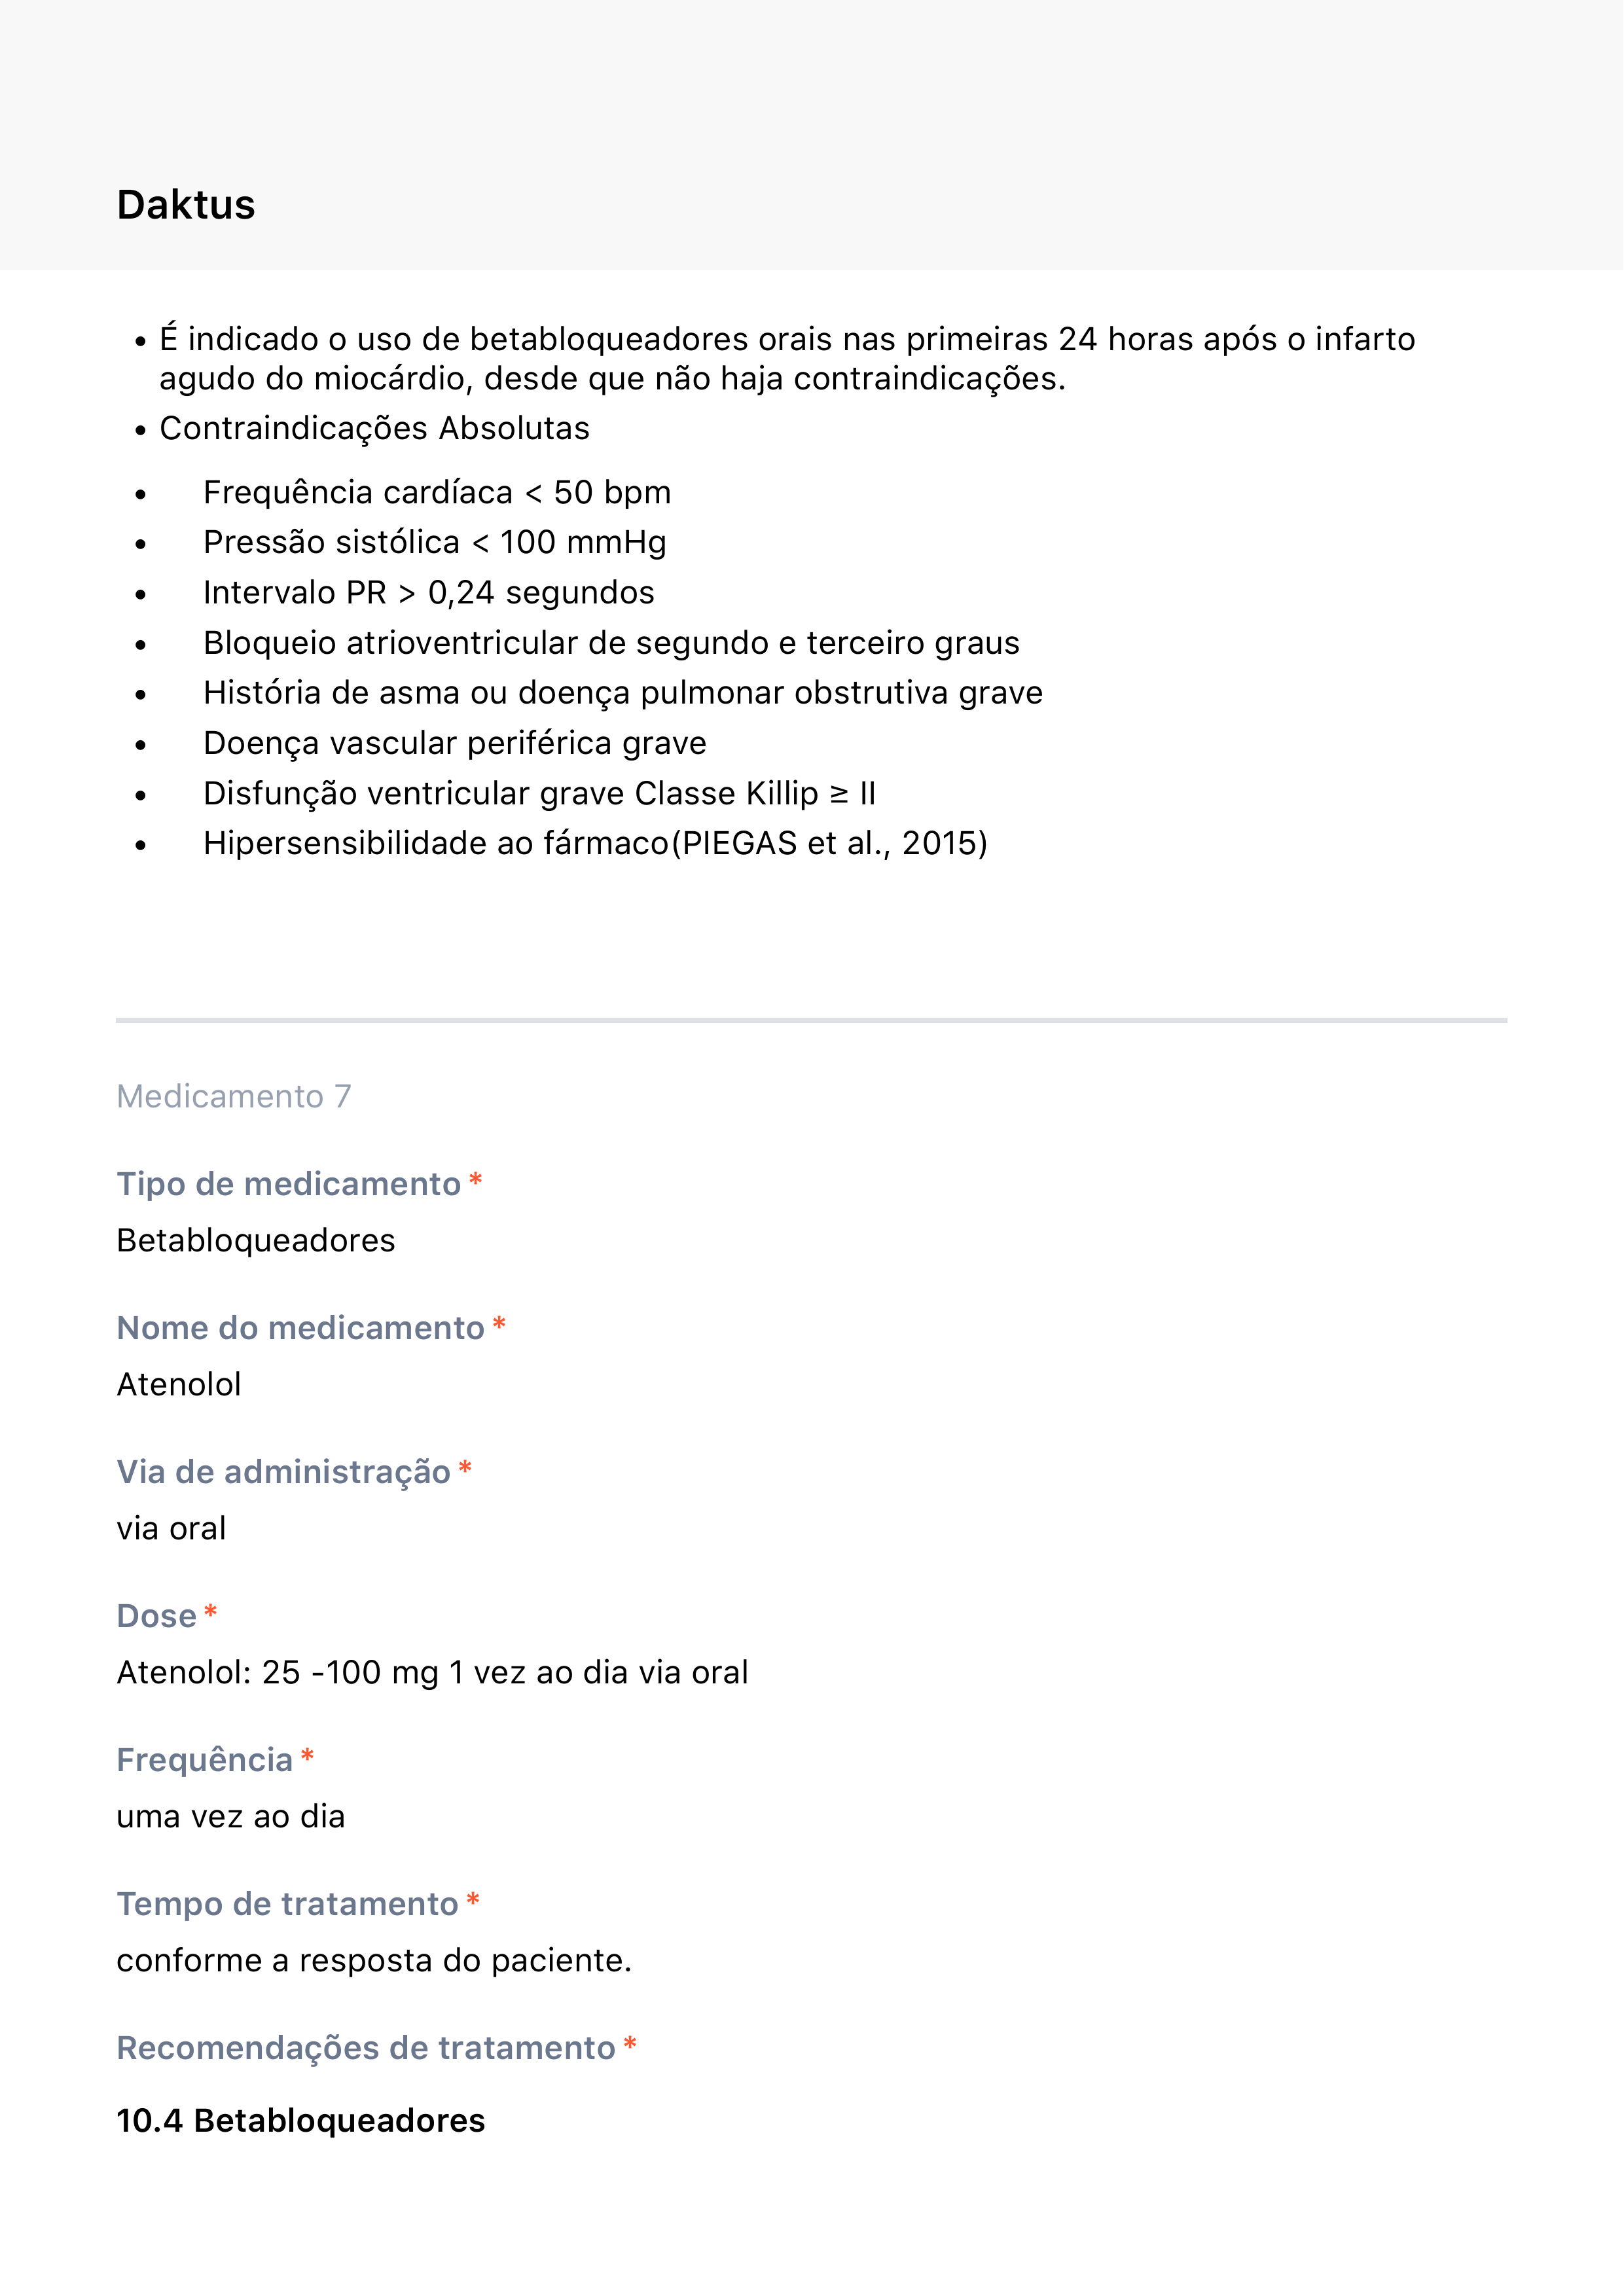 Daktus
• É indicado o uso de betabloqueadores orais nas primeiras 24 horas após o infarto
agudo do miocárdio, desde que não haja contraindicações.
• Contraindicações Absolutas
• Frequência cardíaca < 50 bpm
• Pressão sistólica < 100 mmHg
• Intervalo PR > 0,24 segundos
• Bloqueio atrioventricular de segundo e terceiro graus
• História de asma ou doença pulmonar obstrutiva grave
• Doença vascular periférica grave
• Disfunção ventricular grave Classe Killip ≥ II
• Hipersensibilidade ao fármaco(PIEGAS et al., 2015)
Medicamento 7
Tipo de medicamento *
Betabloqueadores
Nome do medicamento *
Atenolol
Via de administração *
via oral
Dose *
Atenolol: 25 -100 mg 1 vez ao dia via oral
Frequência *
uma vez ao dia
Tempo de tratamento *
conforme a resposta do paciente.
Recomendações de tratamento *
10.4 Betabloqueadores